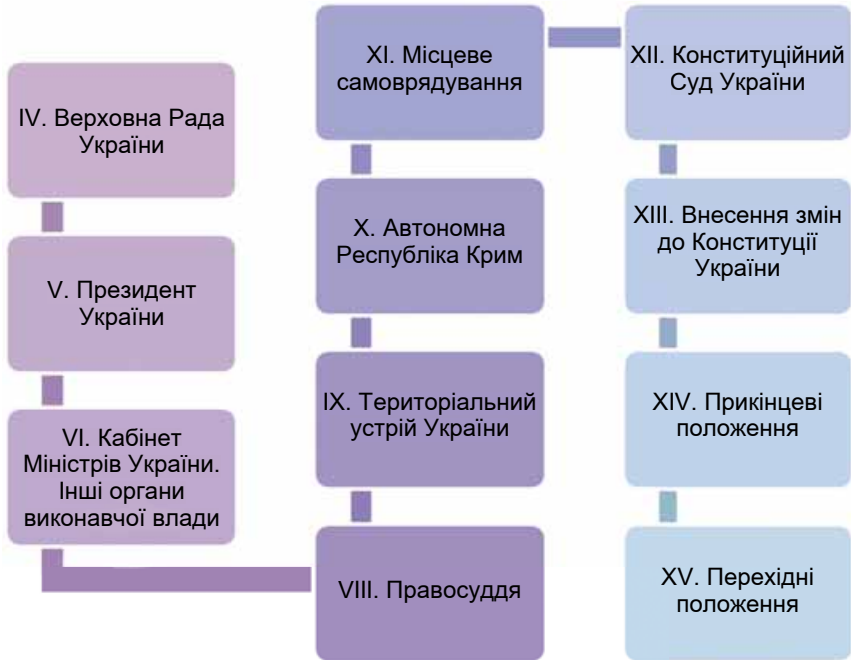 IV. Верховна Рада
України
V. Президент
України
VI. Кабінет
Міністрів України.
Інші органи
виконавчої влади
VIII. Правосуддя
IX. Територіальний
устрій України
X. Автономна
Республіка Крим
XI. Місцеве
самоврядування
XII. Конституційний
Суд України
XIII. Внесення змін
до Конституції
України
XIV. Прикінцеві
положення
XV. Перехідні
положення